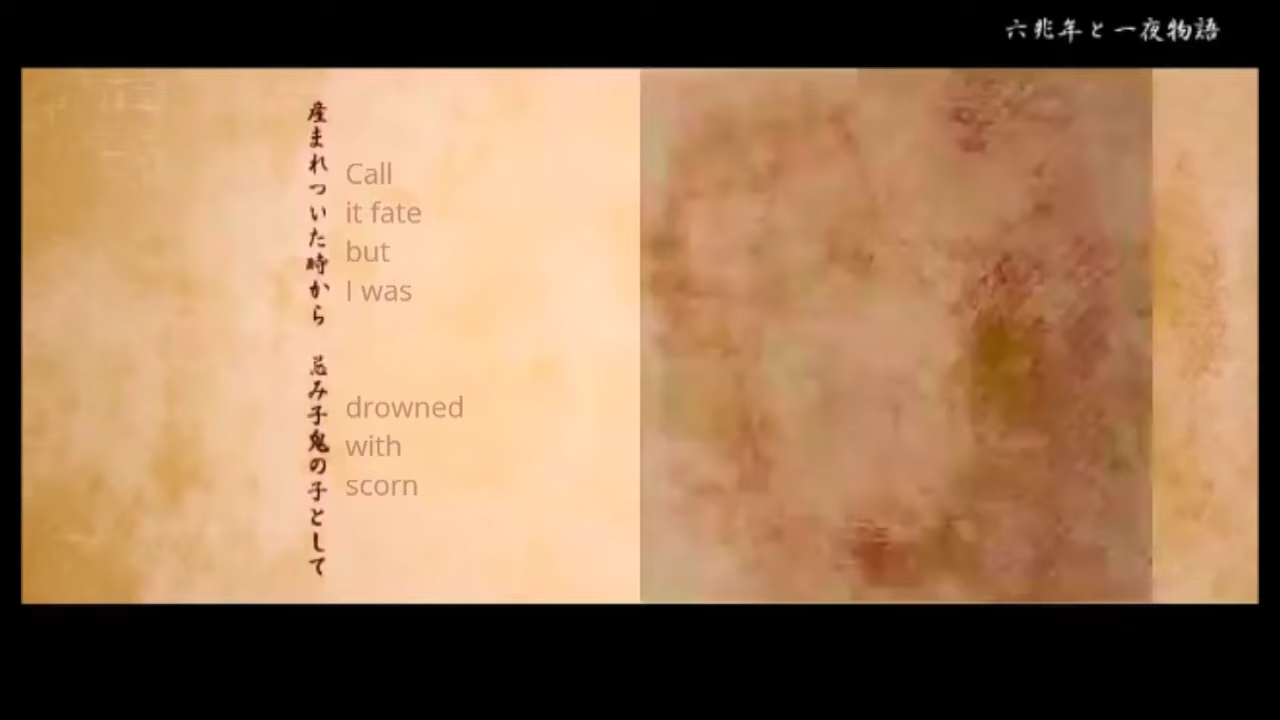 六兆年と一夜物語
産まれついた時から 忌み子鬼の子として
Call
it fate
but
I was
drowned
with
scorn